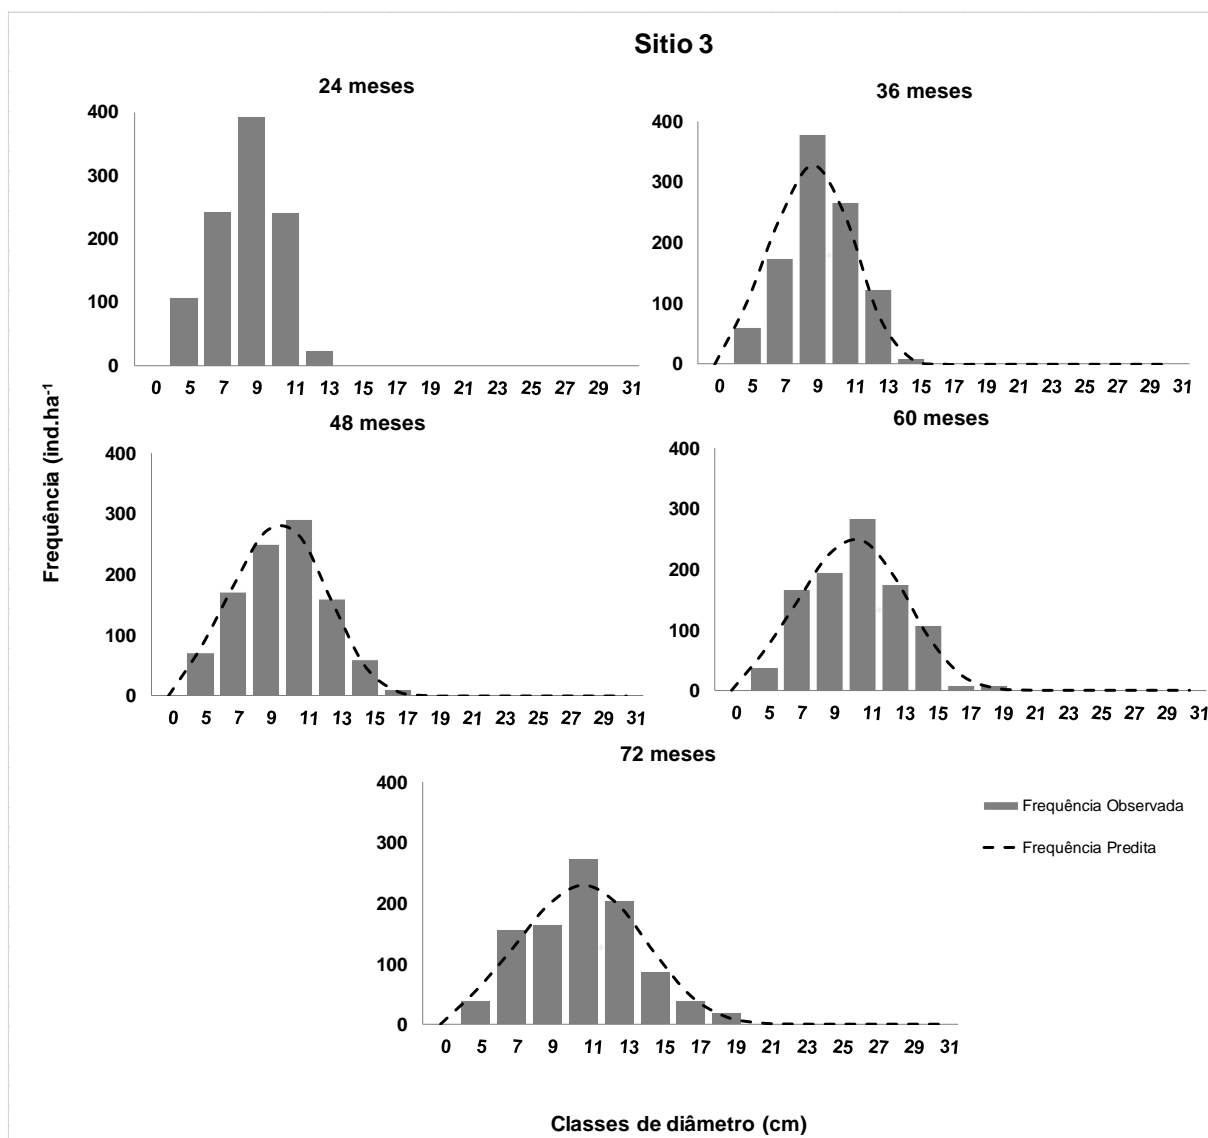 Sitio 3
24 meses
400
300
200
100
0
0 5 7 9 11 13 15 17 19 21 23 25 27 29 31
36 meses
400
300
200
100
0
0 5 7 9 11 13 15 17 19 21 23 25 27 29 31
Frequência (ind.ha⁻¹)
48 meses
400
300
200
100
0
0 5 7 9 11 13 15 17 19 21 23 25 27 29 31
60 meses
400
300
200
100
0
0 5 7 9 11 13 15 17 19 21 23 25 27 29 31
72 meses
400
300
200
100
0
0 5 7 9 11 13 15 17 19 21 23 25 27 29 31
Frequência Observada
Frequência Predita
Classes de diâmetro (cm)